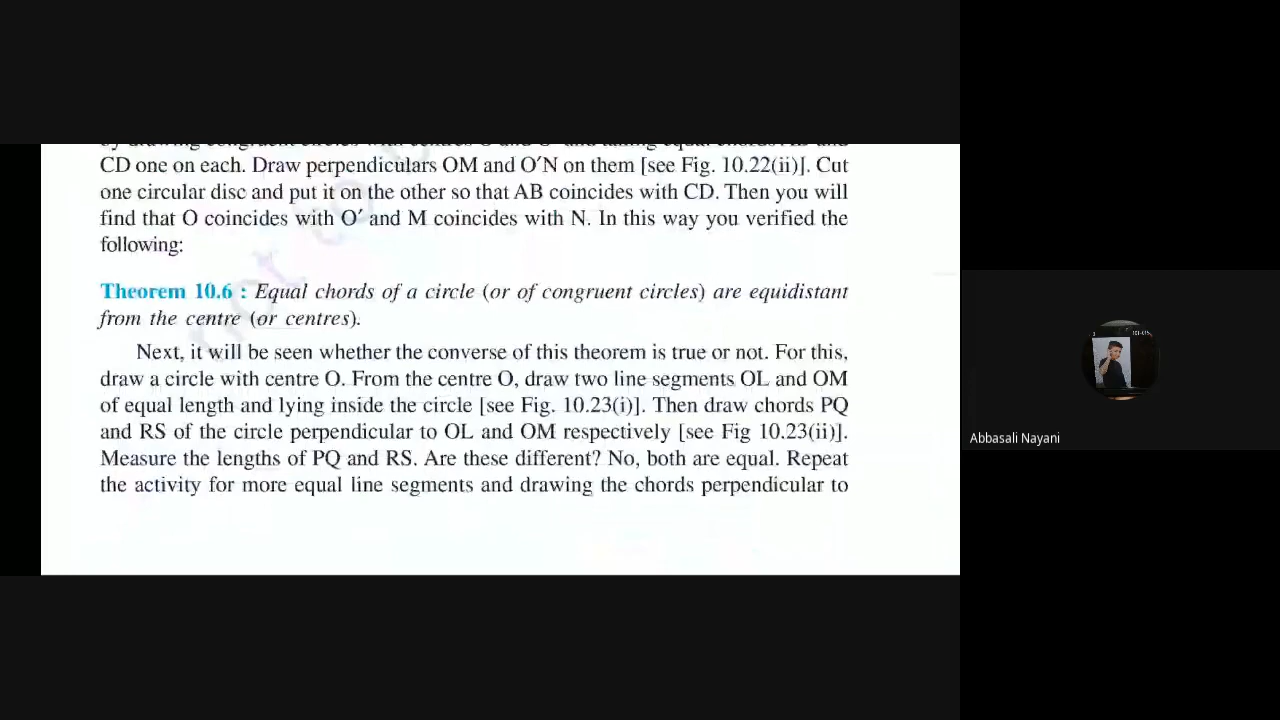 CD one on each. Draw perpendiculars OM and O′N on them [see Fig. 10.22(ii)]. Cut
one circular disc and put it on the other so that AB coincides with CD. Then you will
find that O coincides with O′ and M coincides with N. In this way you verified the
following:
Theorem 10.6 : Equal chords of a circle (or of congruent circles) are equidistant
from the centre (or centres).
Next, it will be seen whether the converse of this theorem is true or not. For this,
draw a circle with centre O. From the centre O, draw two line segments OL and OM
of equal length and lying inside the circle [see Fig. 10.23(i)]. Then draw chords PQ
and RS of the circle perpendicular to OL and OM respectively [see Fig 10.23(ii)].
Measure the lengths of PQ and RS. Are these different? No, both are equal. Repeat
the activity for more equal line segments and drawing the chords perpendicular to
Abbasali Nayani